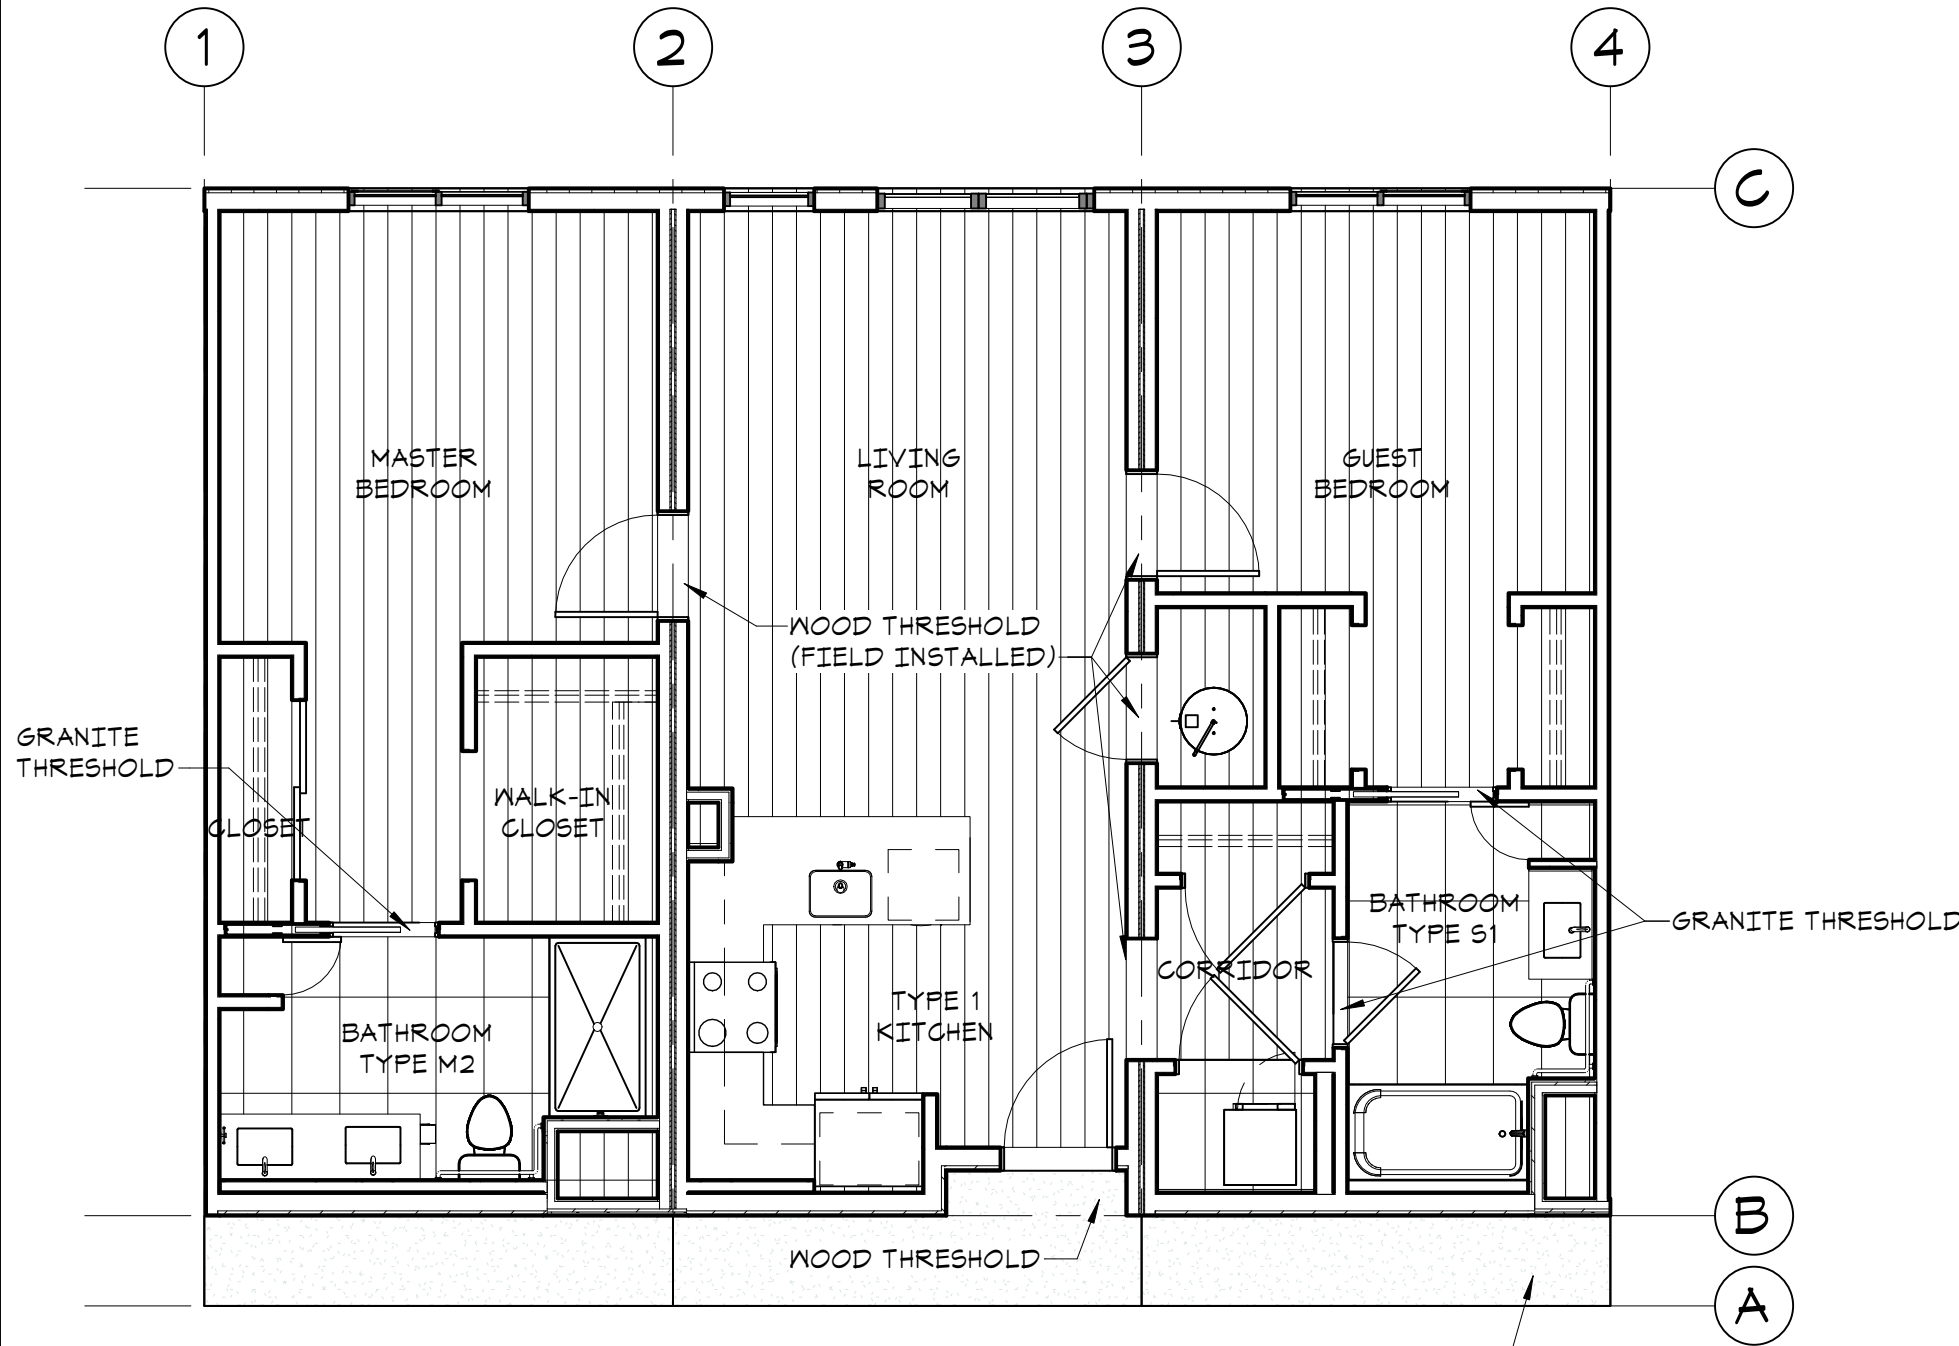 1
2
3
4
C
MASTER
BEDROOM
LIVING
ROOM
GUEST
BEDROOM
WOOD THRESHOLD
(FIELD INSTALLED)
GRANITE
THRESHOLD
CLOSET
WALK-IN
CLOSET
BATHROOM
TYPE S1
GRANITE THRESHOLD
CORRIDOR
TYPE 1
KITCHEN
BATHROOM
TYPE M2
B
WOOD THRESHOLD
A